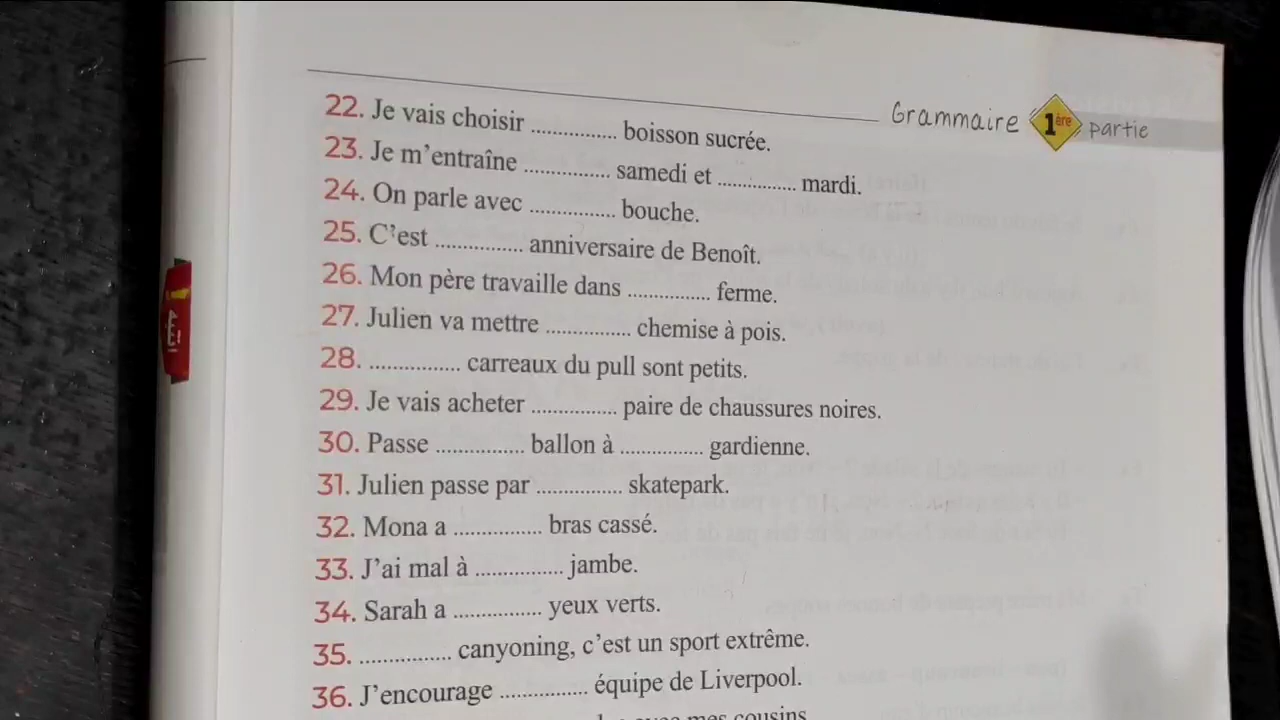 Grammaire 1ère partie
22. Je vais choisir ............... boisson sucrée.
23. Je m'entraîne ............... samedi et ............... mardi.
24. On parle avec ............... bouche.
25. C'est ............... anniversaire de Benoît.
26. Mon père travaille dans ............... ferme.
27. Julien va mettre ............... chemise à pois.
28. ............... carreaux du pull sont petits.
29. Je vais acheter ............... paire de chaussures noires.
30. Passe ............... ballon à ............... gardienne.
31. Julien passe par ............... skatepark.
32. Mona a ............... bras cassé.
33. J'ai mal à ............... jambe.
34. Sarah a ............... yeux verts.
35. ............... canyoning, c'est un sport extrême.
36. J'encourage ............... équipe de Liverpool.
mes cousins